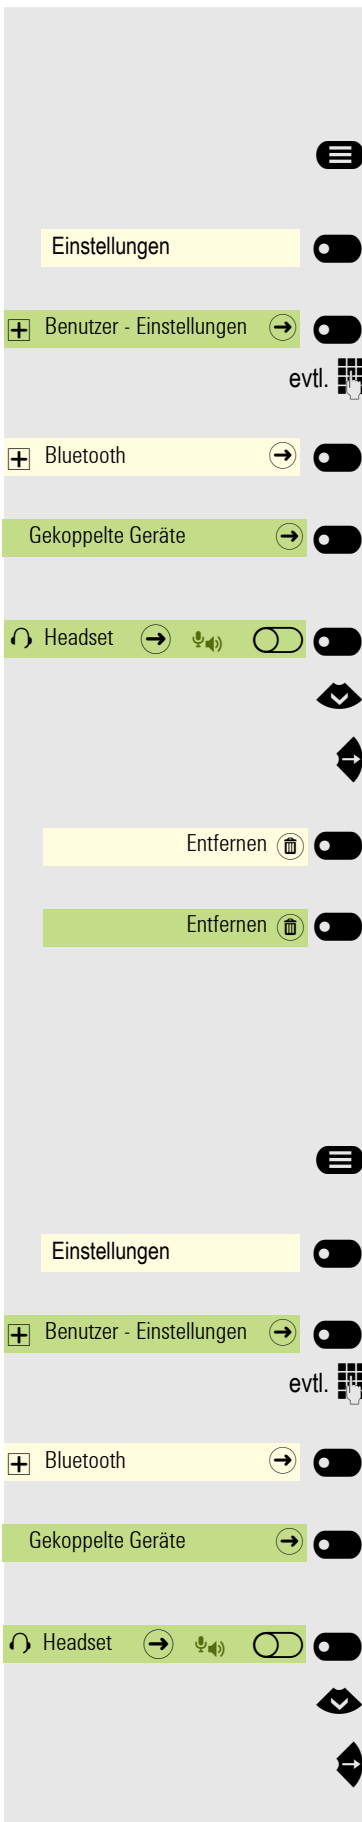 Einstellungen
Benutzer - Einstellungen
evtl.
Bluetooth
Gekoppelte Geräte
Headset
Entfernen
Entfernen
Einstellungen
Benutzer - Einstellungen
evtl.
Bluetooth
Gekoppelte Geräte
Headset